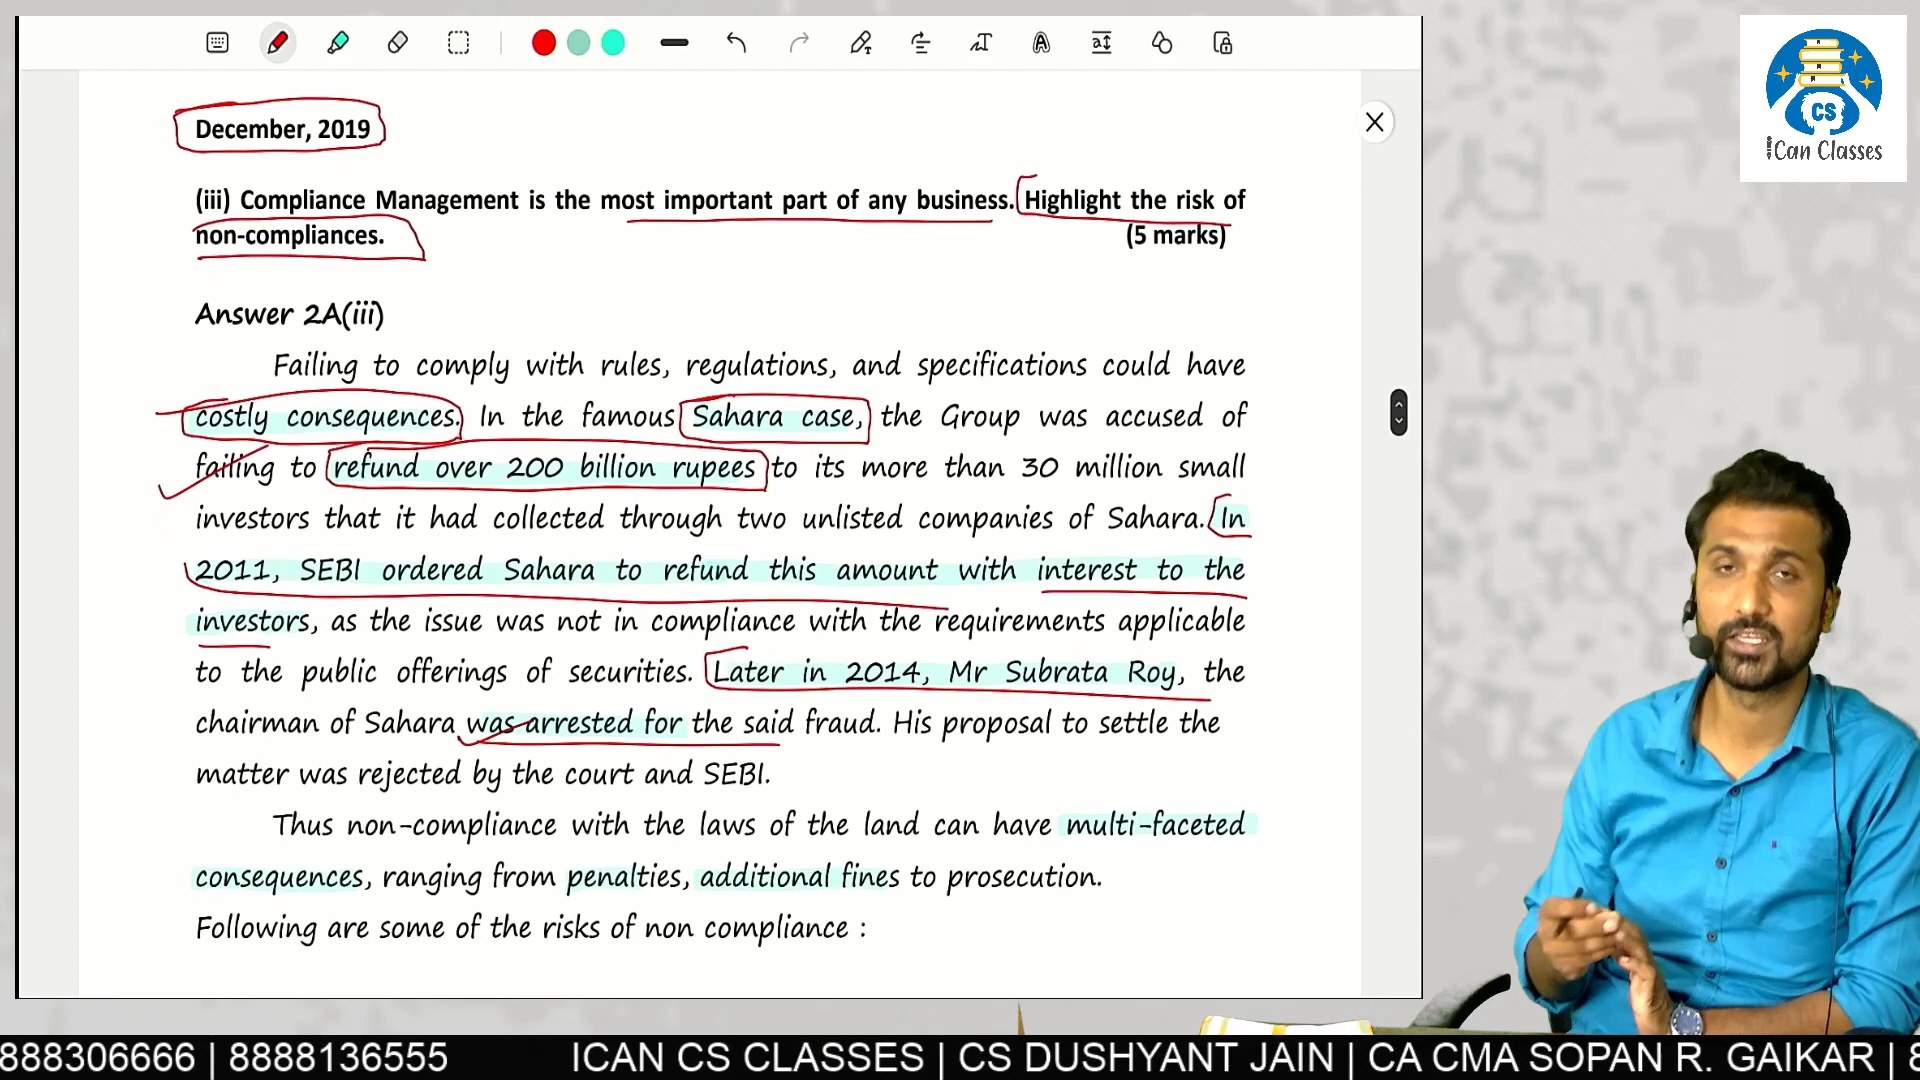 CS
iCan Classes
December, 2019
(iii) Compliance Management is the most important part of any business. Highlight the risk of
non-compliances. (5 marks)
Answer 2A(iii)
Failing to comply with rules, regulations, and specifications could have
costly consequences. In the famous Sahara case, the Group was accused of
failing to refund over 200 billion rupees to its more than 30 million small
investors that it had collected through two unlisted companies of Sahara. In
2011, SEBI ordered Sahara to refund this amount with interest to the
investors, as the issue was not in compliance with the requirements applicable
to the public offerings of securities. Later in 2014, Mr Subrata Roy, the
chairman of Sahara was arrested for the said fraud. His proposal to settle the
matter was rejected by the court and SEBI.
Thus non-compliance with the laws of the land can have multi-faceted
consequences, ranging from penalties, additional fines to prosecution.
Following are some of the risks of non compliance :
888306666 | 8888136555 ICAN CS CLASSES | CS DUSHYANT JAIN | CA CMA SOPAN R. GAIKAR | 8